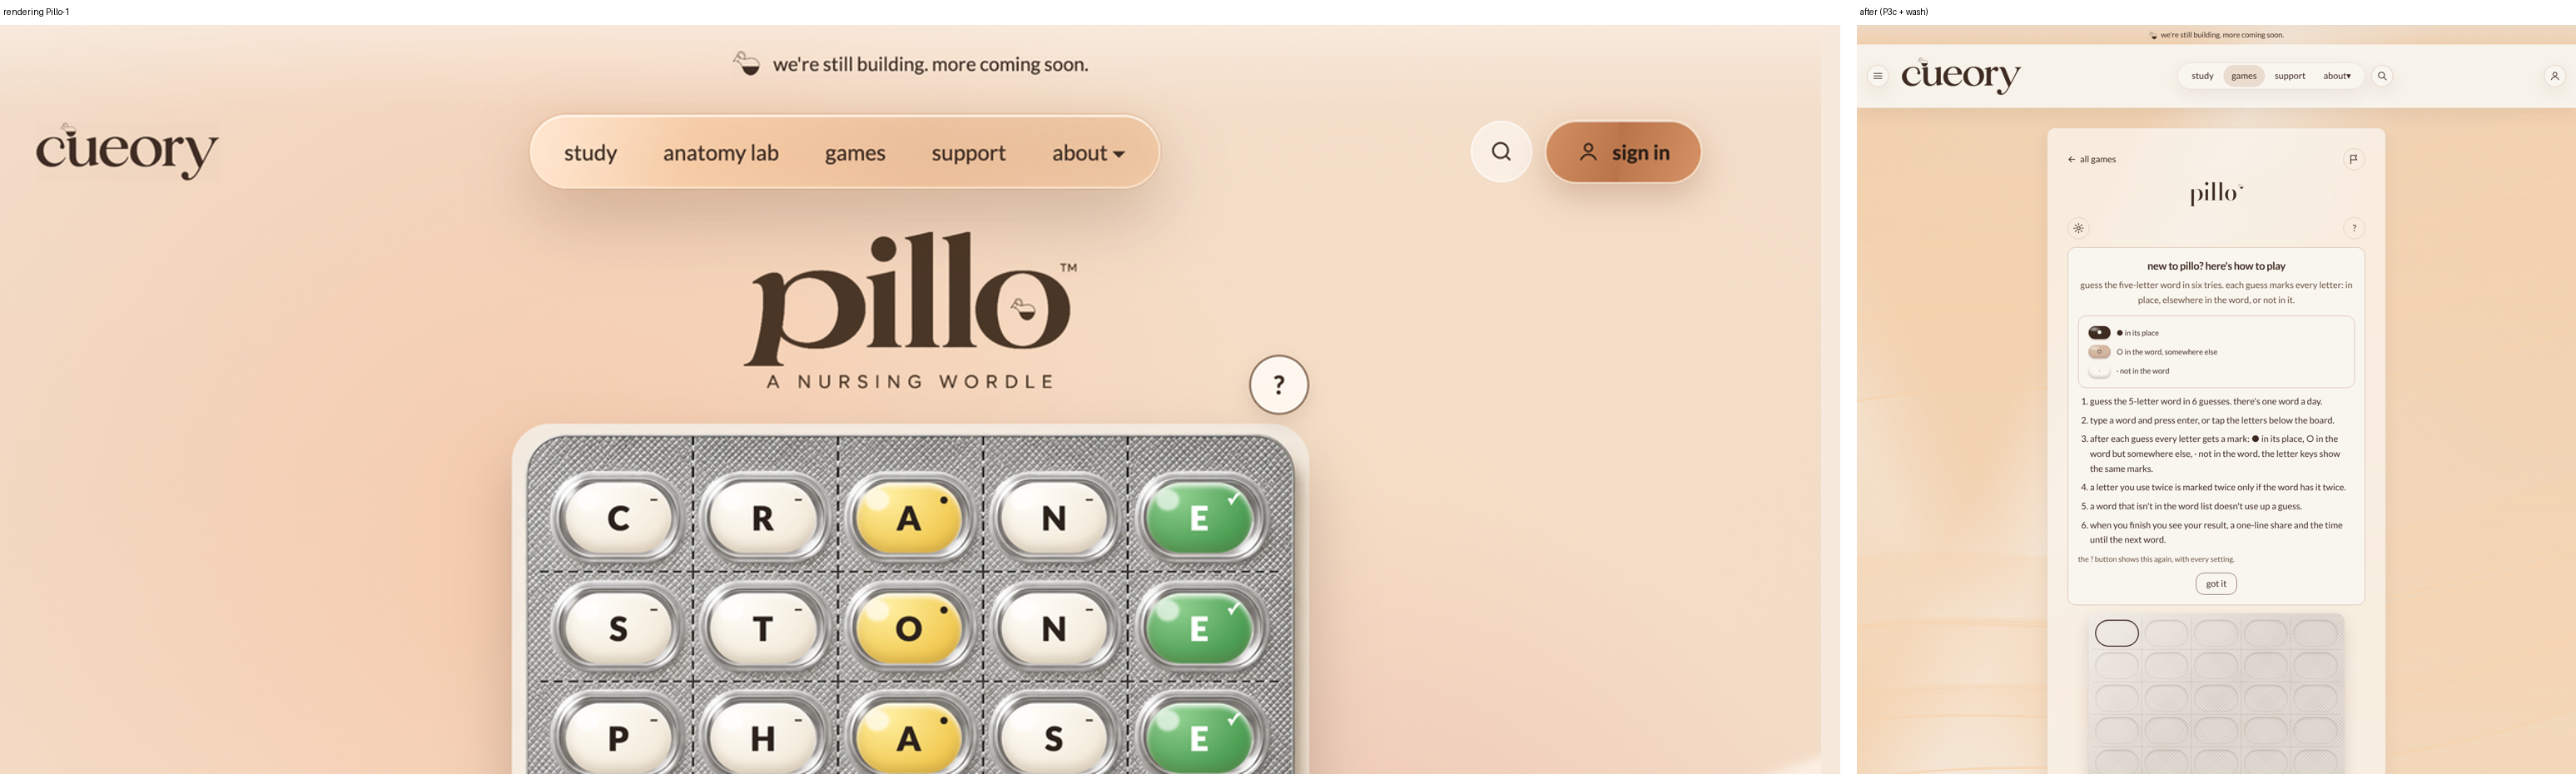 rendering Pillo-1
we're still building. more coming soon.
cueory
study anatomy lab games support about
sign in
pillo™
A NURSING WORDLE
?
C R A N E
S T O N E
P H A S E
after (P3c + wash)
we're still building. more coming soon.
cueory
study games support about
← all games
pillo
?
new to pillo? here's how to play
guess the five-letter word in six tries. each guess marks every letter: in
place, elsewhere in the word, or not in it.
● in its place
○ in the word, somewhere else
· not in the word
1. guess the 5-letter word in 6 guesses. there's one word a day.
2. type a word and press enter, or tap the letters below the board.
3. after each guess every letter gets a mark: ● in its place, ○ in the
word but somewhere else, · not in the word. the letter keys show
the same marks.
4. a letter you use twice is marked twice only if the word has it twice.
5. a word that isn't in the word list doesn't use up a guess.
6. when you finish you see your result, a one-line share and the time
until the next word.
the ? button shows this again, with every setting.
got it